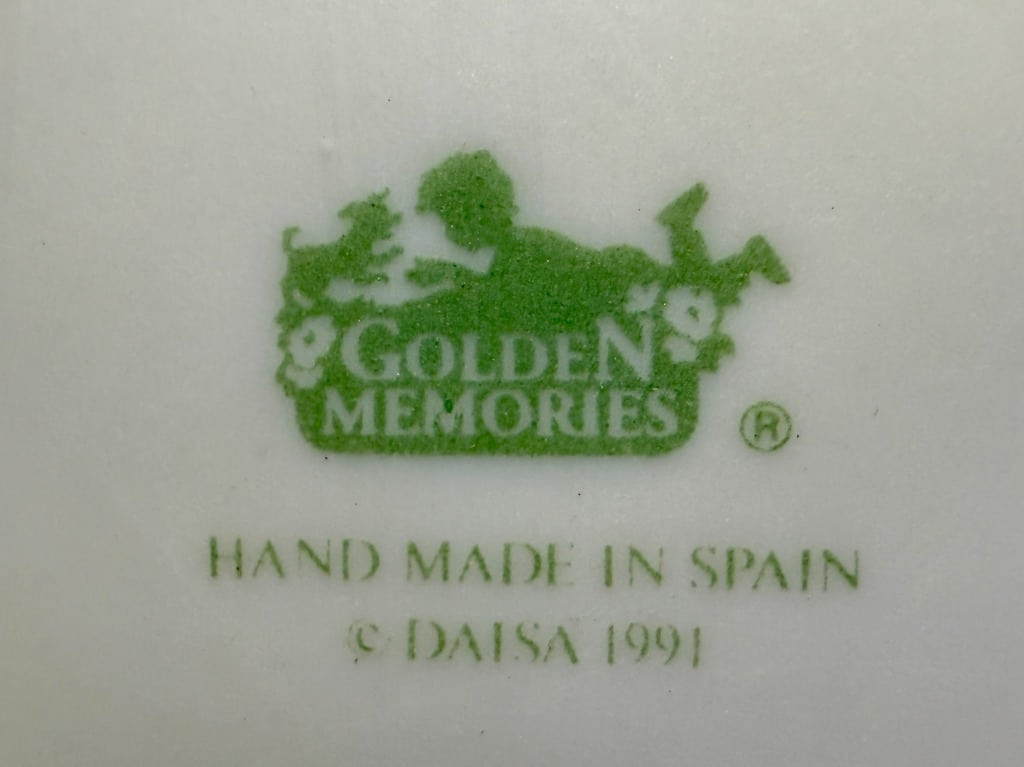 GOLDEN
MEMORIES
®
HAND MADE IN SPAIN
© DAISA 1991